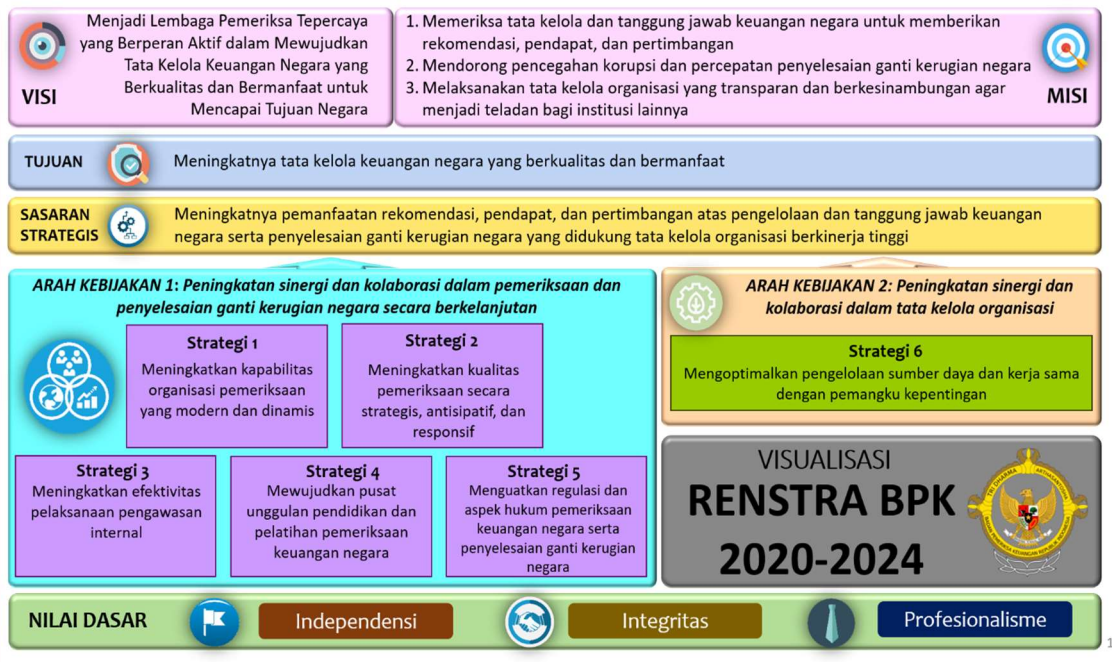 Menjadi Lembaga Pemeriksa Tepercaya
yang Berperan Aktif dalam Mewujudkan
Tata Kelola Keuangan Negara yang
Berkualitas dan Bermanfaat untuk
Mencapai Tujuan Negara
VISI
1. Memeriksa tata kelola dan tanggung jawab keuangan negara untuk memberikan
rekomendasi, pendapat, dan pertimbangan
2. Mendorong pencegahan korupsi dan percepatan penyelesaian ganti kerugian negara
3. Melaksanakan tata kelola organisasi yang transparan dan berkesinambungan agar
menjadi teladan bagi institusi lainnya
MISI
TUJUAN
Meningkatnya tata kelola keuangan negara yang berkualitas dan bermanfaat
SASARAN
STRATEGIS
Meningkatnya pemanfaatan rekomendasi, pendapat, dan pertimbangan atas pengelolaan dan tanggung jawab keuangan
negara serta penyelesaian ganti kerugian negara yang didukung tata kelola organisasi berkinerja tinggi
ARAH KEBIJAKAN 1: Peningkatan sinergi dan kolaborasi dalam pemeriksaan dan
penyelesaian ganti kerugian negara secara berkelanjutan
Strategi 1
Meningkatkan kapabilitas
organisasi pemeriksaan
yang modern dan dinamis
Strategi 2
Meningkatkan kualitas
pemeriksaan secara
strategis, antisipatif, dan
responsif
Strategi 3
Meningkatkan efektivitas
pelaksanaan pengawasan
internal
Strategi 4
Mewujudkan pusat
unggulan pendidikan dan
pelatihan pemeriksaan
keuangan negara
Strategi 5
Menguatkan regulasi dan
aspek hukum pemeriksaan
keuangan negara serta
penyelesaian ganti kerugian
negara
ARAH KEBIJAKAN 2: Peningkatan sinergi dan
kolaborasi dalam tata kelola organisasi
Strategi 6
Mengoptimalkan pengelolaan sumber daya dan kerja sama
dengan pemangku kepentingan
VISUALISASI
RENSTRA BPK
2020-2024
TRI DHARMA
ARTHASANTOSHA
BADAN PEMERIKSA KEUANGAN REPUBLIK INDONESIA
NILAI DASAR
Independensi
Integritas
Profesionalisme
1